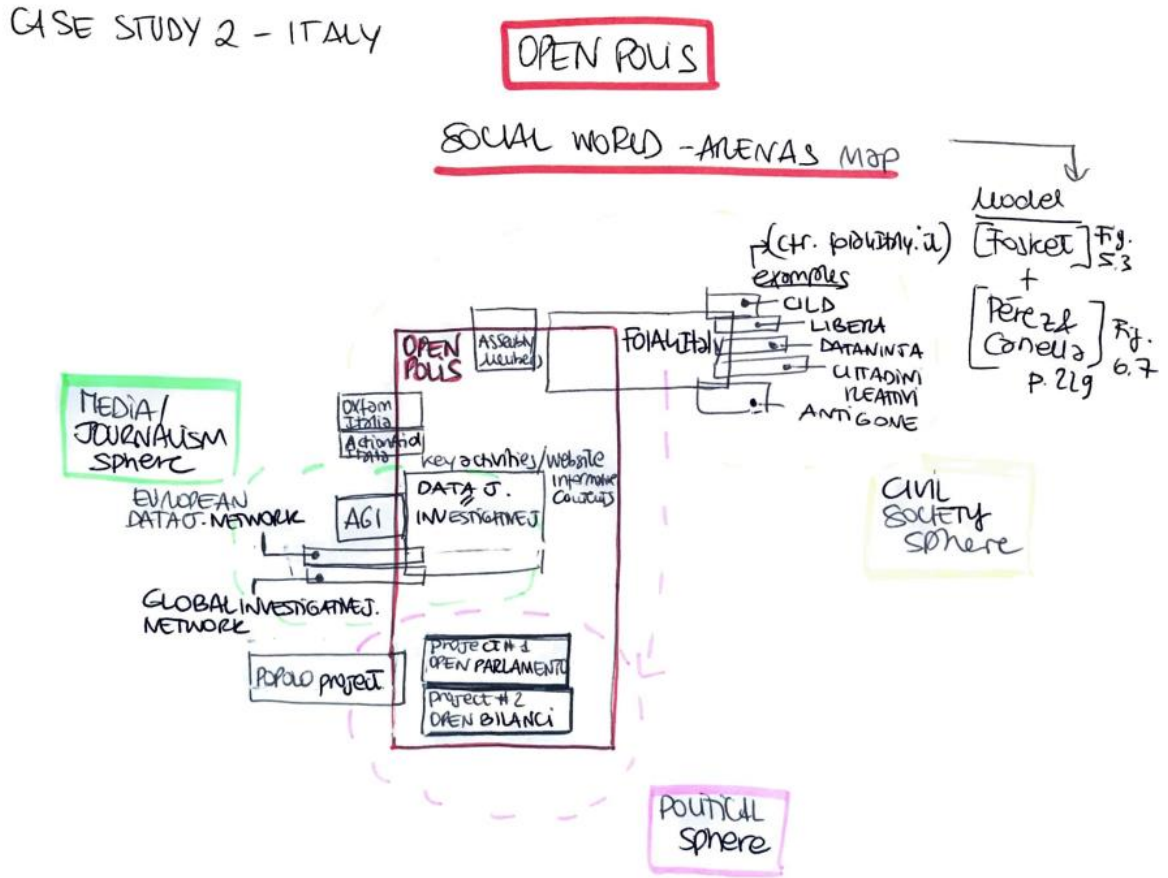 CASE STUDY 2 - ITALY
OPEN POLIS
SOCIAL WORLD - ARENAS MAP
Model
[Fosket] Fig. 5.3
+
[Pérez & Canella] Fig. 6.7
p. 229
(cfr. foia4italy.it)
examples
CILD
LIBERA
DATANINJA
CITTADINI
REATTIVI
ANTIGONE
FOIA4Italy
OPEN
POLIS
Assembly
Members
MEDIA/
JOURNALISM
sphere
Oxfam
Italia
ActionAid
Italia
key activities/website
Informative
Contents
DATA J.
INVESTIGATIVE J.
AGI
EUROPEAN
DATA J. NETWORK
GLOBAL INVESTIGATIVE J.
NETWORK
CIVIL
SOCIETY
sphere
POPOLO project
project #1
OPEN PARLAMENTO
project #2
OPEN BILANCI
POLITICAL
sphere